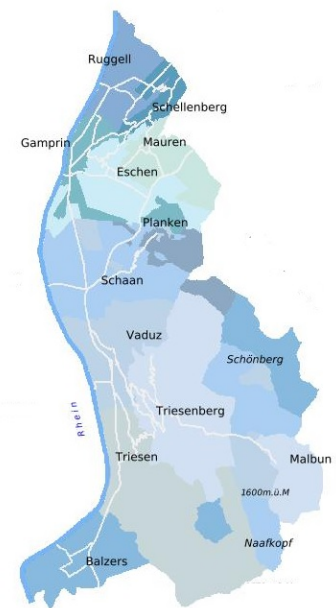 Ruggell
Schellenberg
Gamprin
Mauren
Eschen
Planken
Schaan
Vaduz
Schönberg
Rhein
Triesenberg
Triesen
Malbun
1600m.ü.M
Naafkopf
Balzers